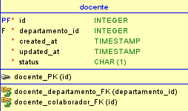 docente
PF* id INTEGER
F * departamento_id INTEGER
* created_at TIMESTAMP
* updated_at TIMESTAMP
* status CHAR (1)
docente_PK (id)
docente_departamento_FK (departamento_id)
docente_colaborador_FK (id)